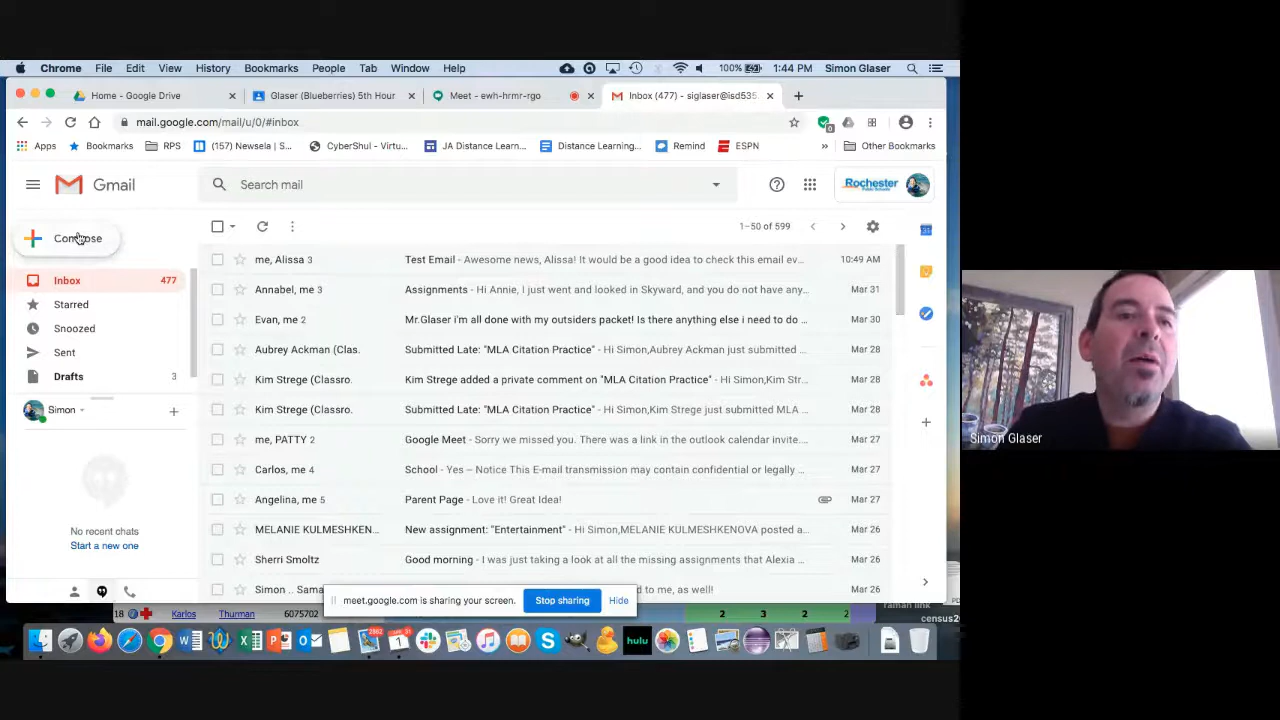 Chrome File Edit View History Bookmarks People Tab Window Help 100% 1:44 PM Simon Glaser
Home - Google Drive Glaser (Blueberries) 5th Hour Meet - ewh-hrmr-rgo Inbox (477) - siglaser@isd535.
mail.google.com/mail/u/0/#inbox
Apps Bookmarks RPS (157) Newsela | S... CyberShul - Virtu... JA Distance Learn... Distance Learning... Remind ESPN » Other Bookmarks
Gmail Search mail Rochester
Compose 1–50 of 599
Inbox 477
Starred
Snoozed
Sent
Drafts 3
Simon
No recent chats
Start a new one
me, Alissa 3 Test Email - Awesome news, Alissa! It would be a good idea to check this email ev... 10:49 AM
Annabel, me 3 Assignments - Hi Annie, I just went and looked in Skyward, and you do not have any... Mar 31
Evan, me 2 Mr.Glaser i'm all done with my outsiders packet! Is there anything else i need to do ... Mar 30
Aubrey Ackman (Clas. Submitted Late: "MLA Citation Practice" - Hi Simon,Aubrey Ackman just submitted ... Mar 28
Kim Strege (Classro. Kim Strege added a private comment on "MLA Citation Practice" - Hi Simon,Kim Str... Mar 28
Kim Strege (Classro. Submitted Late: "MLA Citation Practice" - Hi Simon,Kim Strege just submitted MLA ... Mar 28
me, PATTY 2 Google Meet - Sorry we missed you. There was a link in the outlook calendar invite.... Mar 27
Carlos, me 4 School - Yes – Notice This E-mail transmission may contain confidential or legally ... Mar 27
Angelina, me 5 Parent Page - Love it! Great Idea! Mar 27
MELANIE KULMESHKEN... New assignment: "Entertainment" - Hi Simon,MELANIE KULMESHKENOVA posted a... Mar 26
Sherri Smoltz Good morning - I was just taking a look at all the missing assignments that Alexia ... Mar 26
Simon .. Sama d to me, as well! Mar 26
meet.google.com is sharing your screen. Stop sharing Hide
18 Karlos Thurman 6075702 2 3 2 2
raman link
census2
hulu
Simon Glaser